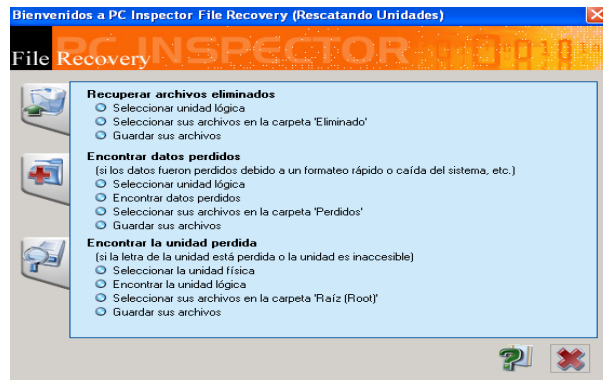 Bienvenidos a PC Inspector File Recovery (Rescatando Unidades)
PC INSPECTOR
File Recovery
Recuperar archivos eliminados
Seleccionar unidad lógica
Seleccionar sus archivos en la carpeta 'Eliminado'
Guardar sus archivos
Encontrar datos perdidos
(si los datos fueron perdidos debido a un formateo rápido o caída del sistema, etc.)
Seleccionar unidad lógica
Encontrar datos perdidos
Seleccionar sus archivos en la carpeta 'Perdidos'
Guardar sus archivos
Encontrar la unidad perdida
(si la letra de la unidad está perdida o la unidad es inaccesible)
Seleccionar la unidad física
Encontrar la unidad lógica
Seleccionar sus archivos en la carpeta 'Raíz (Root)'
Guardar sus archivos